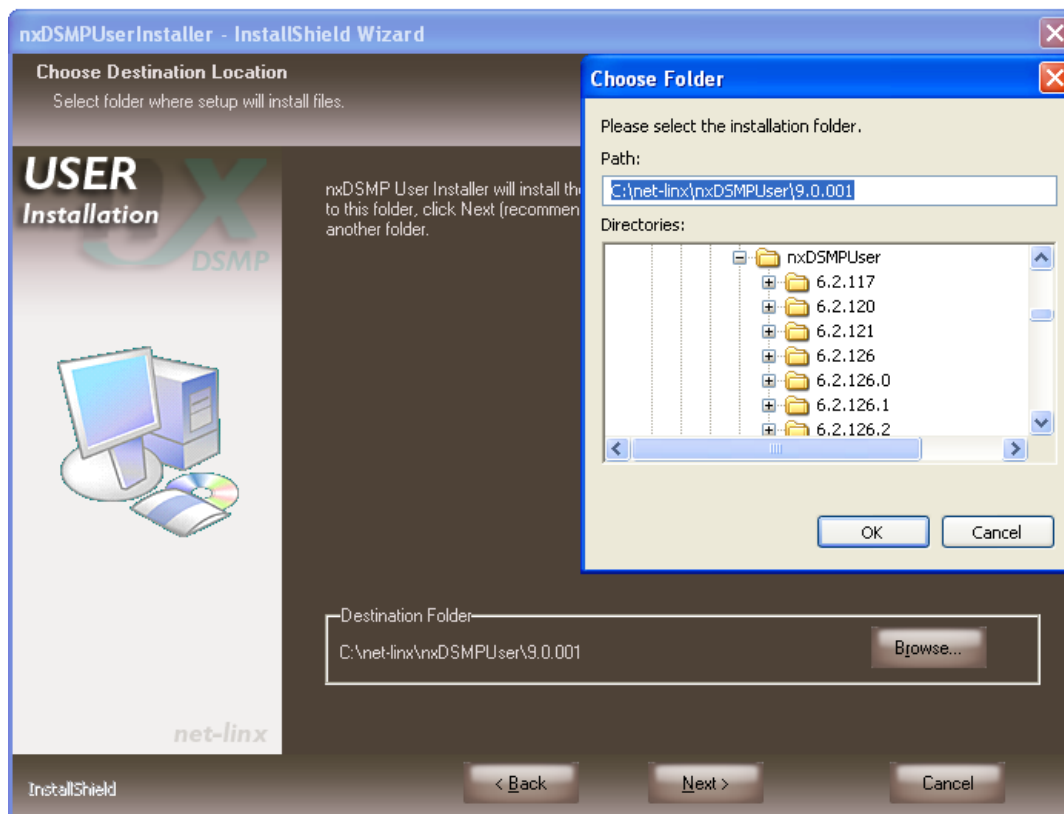 nxDSMPUserInstaller - InstallShield Wizard
Choose Destination Location
Select folder where setup will install files.
USER
Installation
DSMP
nxDSMP User Installer will install th
to this folder, click Next (recommen
another folder.
Choose Folder
Please select the installation folder.
Path:
C:\net-linx\nxDSMPUser\9.0.001
Directories:
nxDSMPUser
6.2.117
6.2.120
6.2.121
6.2.126
6.2.126.0
6.2.126.1
6.2.126.2
OK
Cancel
Destination Folder
C:\net-linx\nxDSMPUser\9.0.001
Browse...
net-linx
InstallShield
< Back
Next >
Cancel